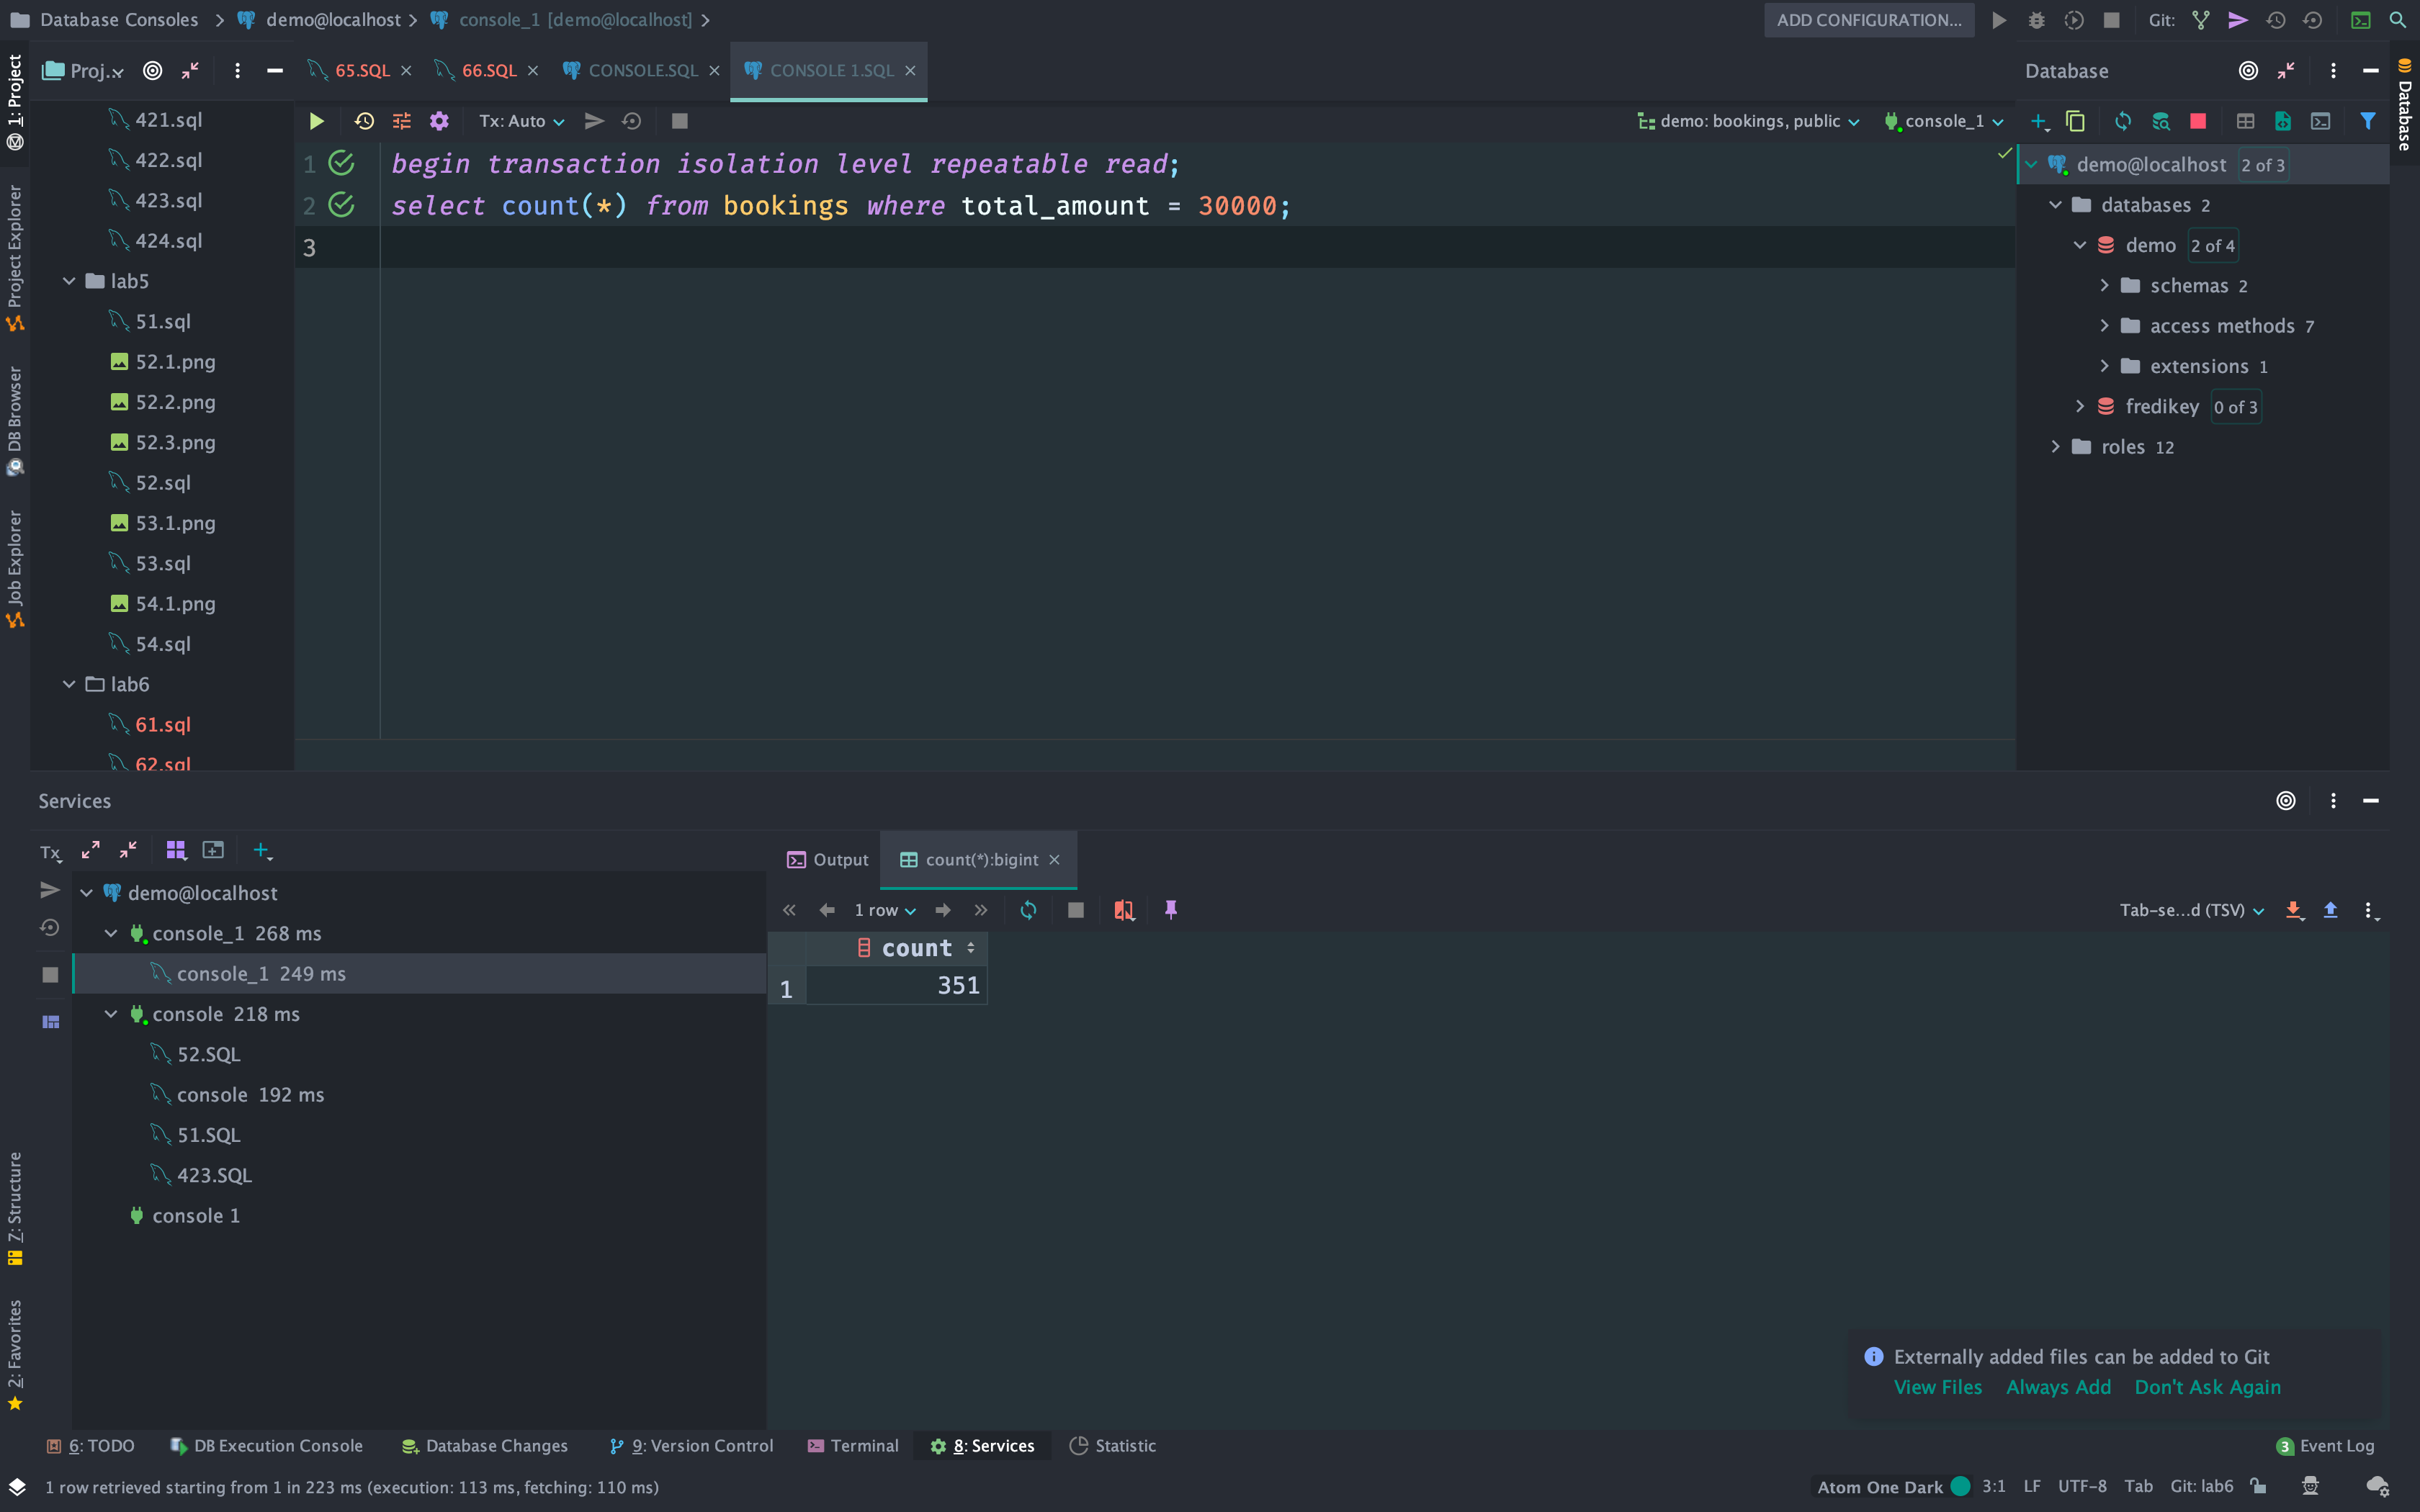 Database Consoles
demo@localhost
console_1 [demo@localhost]
ADD CONFIGURATION...
Git:
1: Project
Project Explorer
DB Browser
Job Explorer
7: Structure
2: Favorites
Proj...
421.sql
422.sql
423.sql
424.sql
lab5
51.sql
52.1.png
52.2.png
52.3.png
52.sql
53.1.png
53.sql
54.1.png
54.sql
lab6
61.sql
62.sql
65.SQL
66.SQL
CONSOLE.SQL
CONSOLE 1.SQL
Tx: Auto
demo: bookings, public
console_1
1 begin transaction isolation level repeatable read;
2 select count(*) from bookings where total_amount = 30000;
3
Database
Database
demo@localhost 2 of 3
databases 2
demo 2 of 4
schemas 2
access methods 7
extensions 1
fredikey 0 of 3
roles 12
Services
Tx
demo@localhost
console_1 268 ms
console_1 249 ms
console 218 ms
52.SQL
console 192 ms
51.SQL
423.SQL
console 1
Output
count(*):bigint
1 row
Tab-se...d (TSV)
count
1 351
Externally added files can be added to Git
View Files Always Add Don't Ask Again
6: TODO
DB Execution Console
Database Changes
9: Version Control
Terminal
8: Services
Statistic
3 Event Log
1 row retrieved starting from 1 in 223 ms (execution: 113 ms, fetching: 110 ms)
Atom One Dark
3:1
LF
UTF-8
Tab
Git: lab6